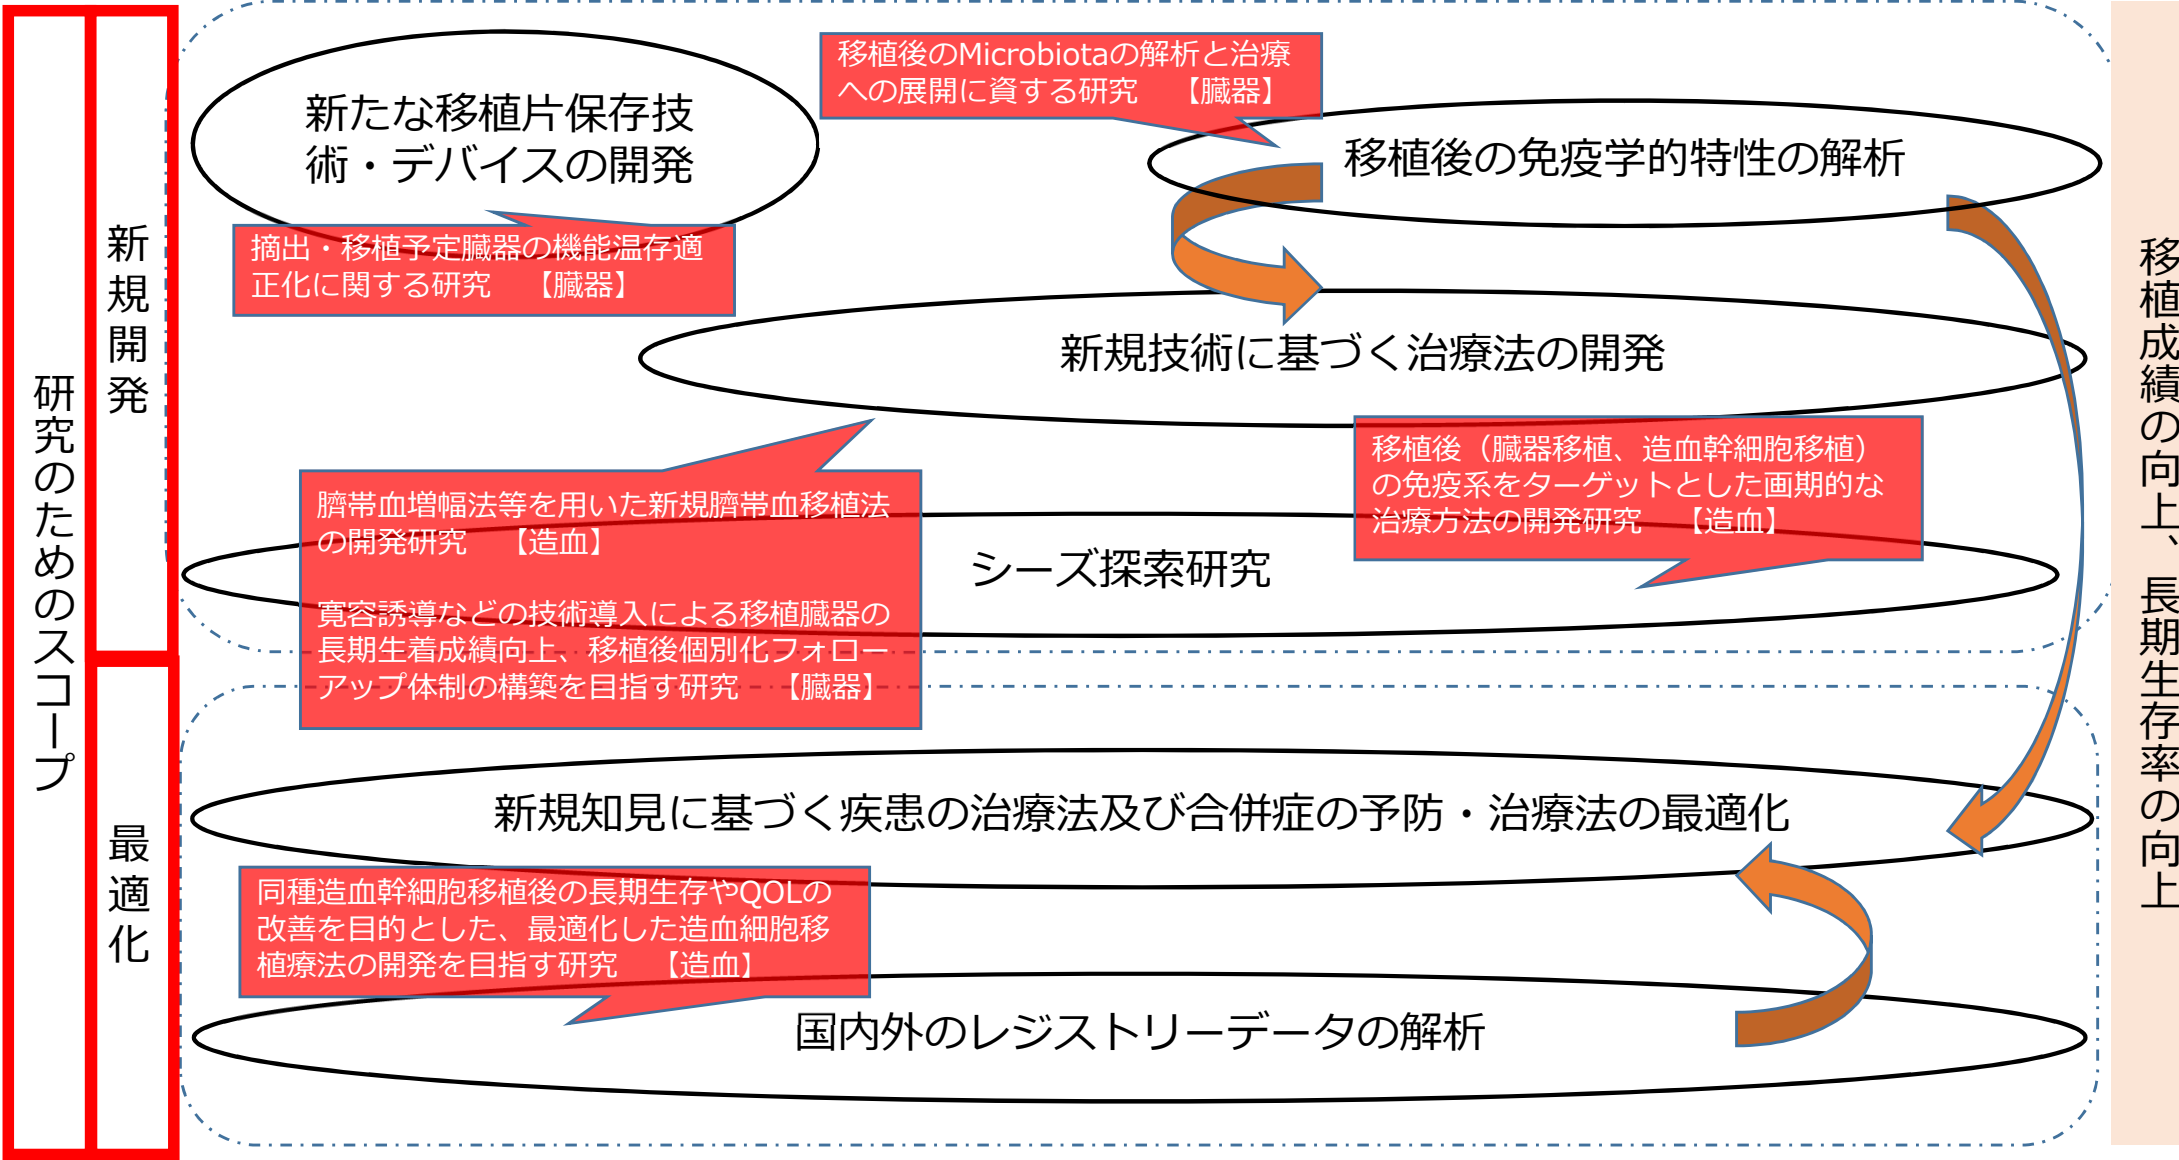 研究のためのスコープ
新規開発
最適化
新たな移植片保存技
術・デバイスの開発
摘出・移植予定臓器の機能温存適
正化に関する研究　【臓器】
移植後のMicrobiotaの解析と治療
への展開に資する研究　【臓器】
移植後の免疫学的特性の解析
新規技術に基づく治療法の開発
臍帯血増幅法等を用いた新規臍帯血移植法
の開発研究　【造血】
寛容誘導などの技術導入による移植臓器の
長期生着成績向上、移植後個別化フォロー
アップ体制の構築を目指す研究　【臓器】
移植後（臓器移植、造血幹細胞移植）
の免疫系をターゲットとした画期的な
治療方法の開発研究　【造血】
シーズ探索研究
新規知見に基づく疾患の治療法及び合併症の予防・治療法の最適化
同種造血幹細胞移植後の長期生存やQOLの
改善を目的とした、最適化した造血細胞移
植療法の開発を目指す研究　【造血】
国内外のレジストリーデータの解析
移植成績の向上、長期生存率の向上